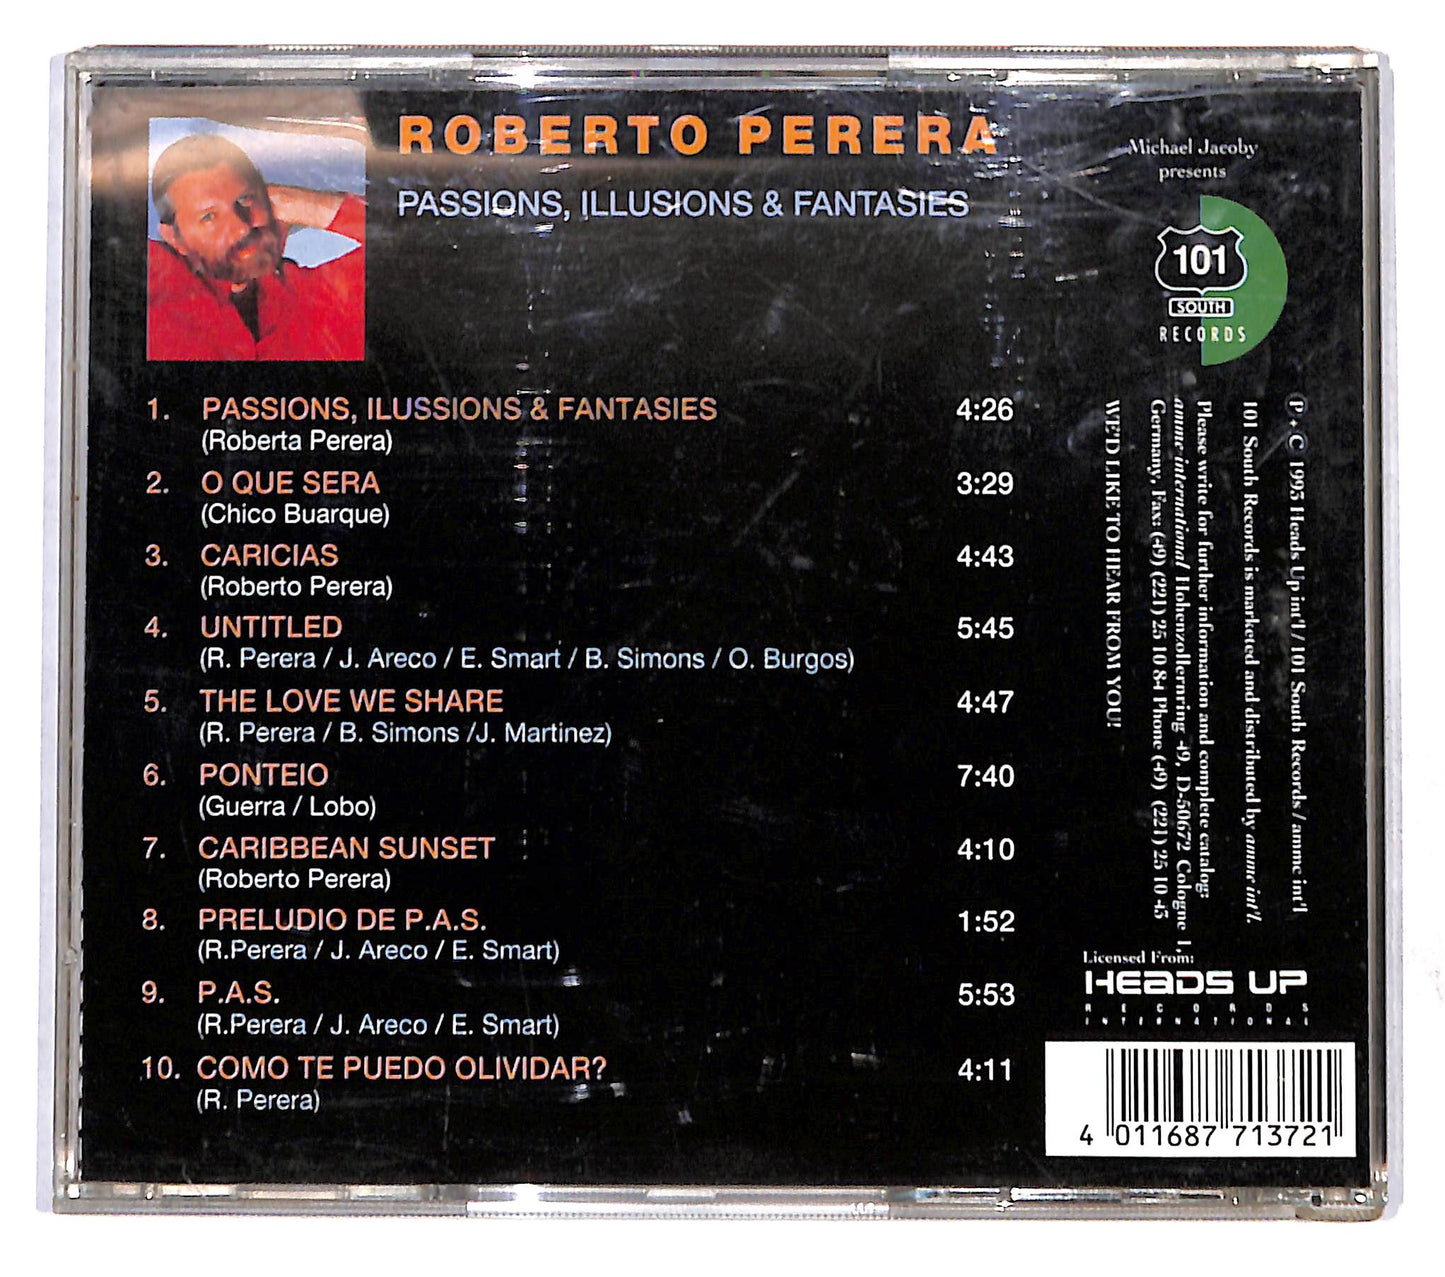 ROBERTO PERERA
PASSIONS, ILLUSIONS & FANTASIES
1. PASSIONS, ILUSSIONS & FANTASIES 4:26
(Roberta Perera)
2. O QUE SERA 3:29
(Chico Buarque)
3. CARICIAS 4:43
(Roberto Perera)
4. UNTITLED 5:45
(R. Perera / J. Areco / E. Smart / B. Simons / O. Burgos)
5. THE LOVE WE SHARE 4:47
(R. Perera / B. Simons /J. Martinez)
6. PONTEIO 7:40
(Guerra / Lobo)
7. CARIBBEAN SUNSET 4:10
(Roberto Perera)
8. PRELUDIO DE P.A.S. 1:52
(R.Perera / J. Areco / E. Smart)
9. P.A.S. 5:53
(R.Perera / J. Areco / E. Smart)
10. COMO TE PUEDO OLIVIDAR? 4:11
(R. Perera)
Michael Jacoby
presents
101
SOUTH
RECORDS
Ⓟ + Ⓒ 1995 Heads Up int'l / 101 South Records / amme int'l
101 South Records is marketed and distributed by amme int'l.
Please write for further information and complete catalog:
amme international Hohenzollernring 49, D-50672 Cologne 1,
Germany, Fax: (49) (221) 25 10 84 Phone (49) (221) 25 10 45
WE'D LIKE TO HEAR FROM YOU!
Licensed From:
HEADS UP
RECORDS
INTERNATIONAL
4 011687 713721